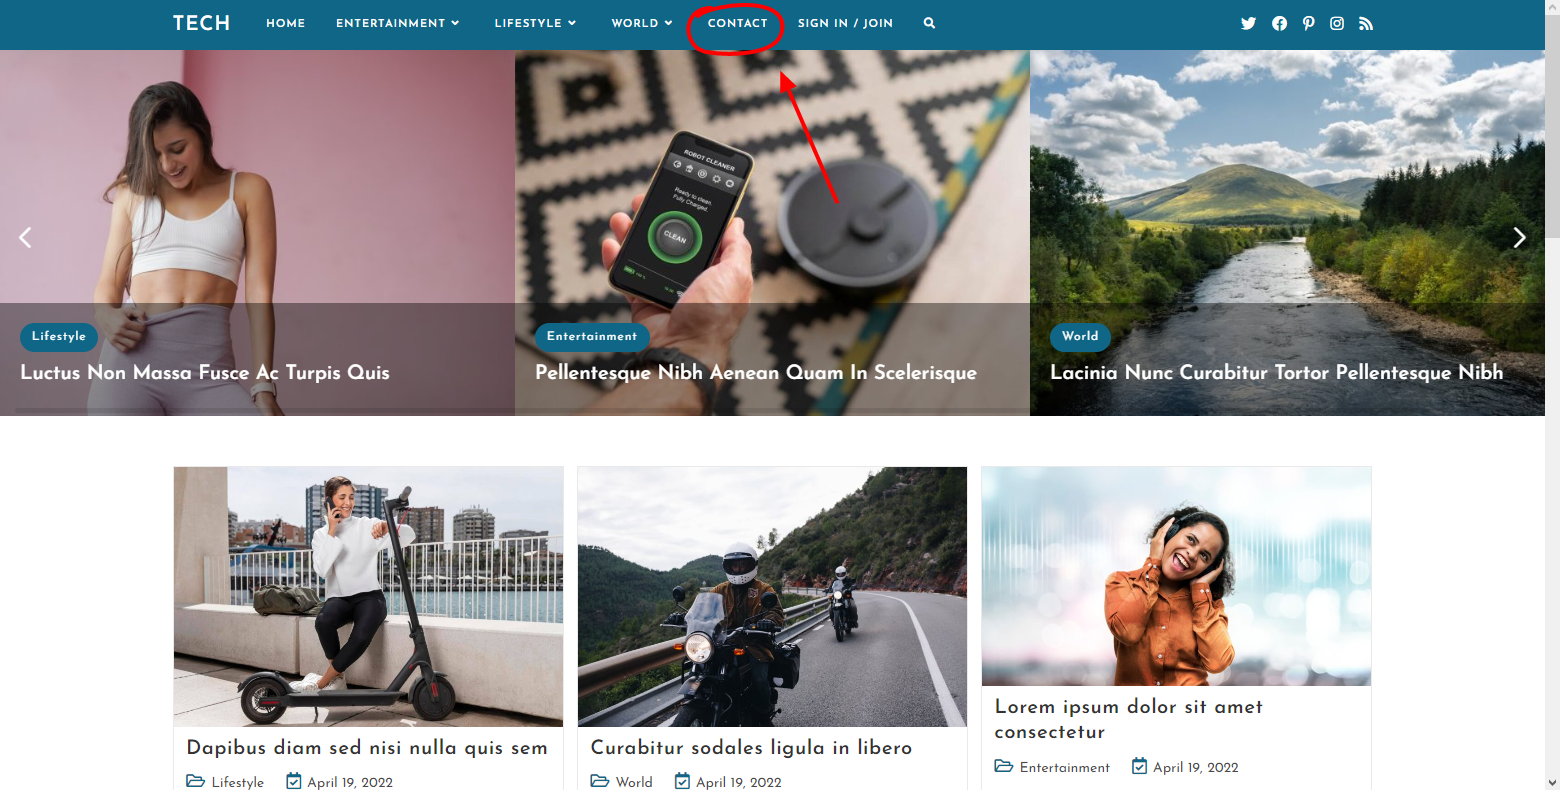 TECH HOME ENTERTAINMENT LIFESTYLE WORLD CONTACT SIGN IN / JOIN
ROBOT CLEANER
Ready to clean
Fully Charged.
CLEAN
Lifestyle
Luctus Non Massa Fusce Ac Turpis Quis
Entertainment
Pellentesque Nibh Aenean Quam In Scelerisque
World
Lacinia Nunc Curabitur Tortor Pellentesque Nibh
Dapibus diam sed nisi nulla quis sem
Lifestyle April 19, 2022
Curabitur sodales ligula in libero
World April 19, 2022
Lorem ipsum dolor sit amet
consectetur
Entertainment April 19, 2022